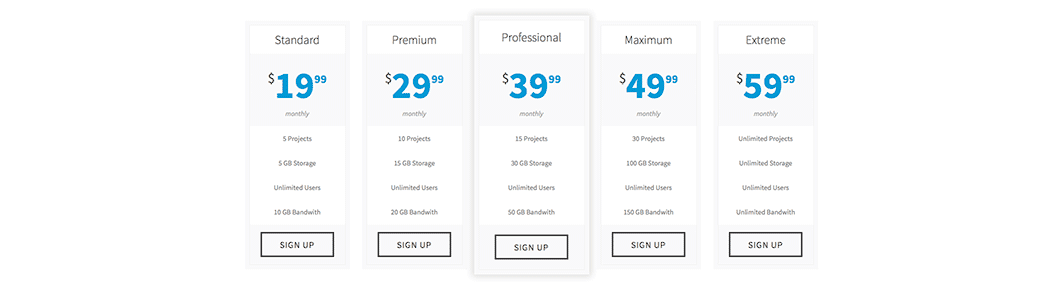 Standard
$19.99
monthly
5 Projects
5 GB Storage
Unlimited Users
10 GB Bandwith
SIGN UP
Premium
$29.99
monthly
10 Projects
15 GB Storage
Unlimited Users
20 GB Bandwith
SIGN UP
Professional
$39.99
monthly
15 Projects
30 GB Storage
Unlimited Users
50 GB Bandwith
SIGN UP
Maximum
$49.99
monthly
30 Projects
100 GB Storage
Unlimited Users
150 GB Bandwith
SIGN UP
Extreme
$59.99
monthly
Unlimited Projects
Unlimited Storage
Unlimited Users
Unlimited Bandwith
SIGN UP